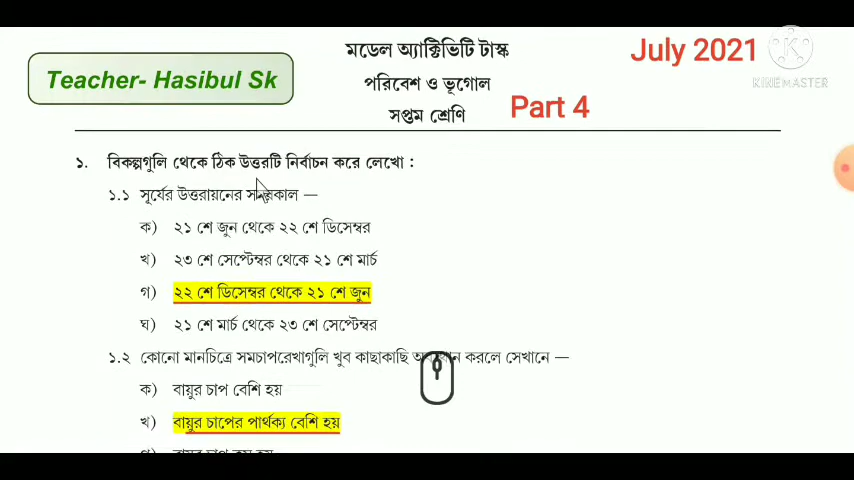 মডেল অ্যাক্টিভিটি টাস্ক
July 2021
KINEMASTER
Teacher- Hasibul Sk
পরিবেশ ও ভূগোল
সপ্তম শ্রেণি
Part 4
১. বিকল্পগুলি থেকে ঠিক উত্তরটি নির্বাচন করে লেখো :
১.১ সূর্যের উত্তরায়নের সময়কাল —
ক) ২১ শে জুন থেকে ২২ শে ডিসেম্বর
খ) ২৩ শে সেপ্টেম্বর থেকে ২১ শে মার্চ
গ) ২২ শে ডিসেম্বর থেকে ২১ শে জুন
ঘ) ২১ শে মার্চ থেকে ২৩ শে সেপ্টেম্বর
১.২ কোনো মানচিত্রে সমচাপরেখাগুলি খুব কাছাকাছি অবস্থান করলে সেখানে —
ক) বায়ুর চাপ বেশি হয়
খ) বায়ুর চাপের পার্থক্য বেশি হয়